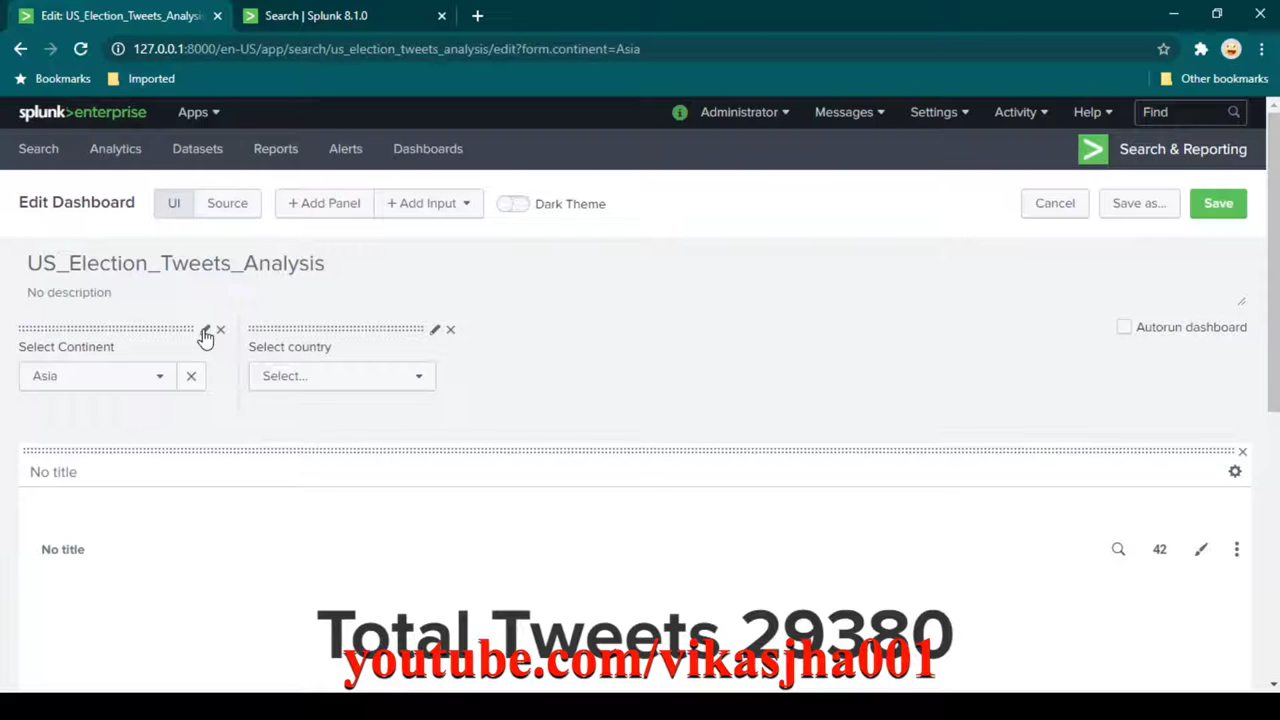 Edit: US_Election_Tweets_Analysis
Search | Splunk 8.1.0
127.0.0.1:8000/en-US/app/search/us_election_tweets_analysis/edit?form.continent=Asia
Bookmarks Imported Other bookmarks
splunk>enterprise Apps Administrator Messages Settings Activity Help Find
Search Analytics Datasets Reports Alerts Dashboards Search & Reporting
Edit Dashboard UI Source + Add Panel + Add Input Dark Theme Cancel Save as... Save
US_Election_Tweets_Analysis
No description
Autorun dashboard
Select Continent Select country
Asia Select...
No title
No title 42
Total Tweets 29380
youtube.com/vikasjha001